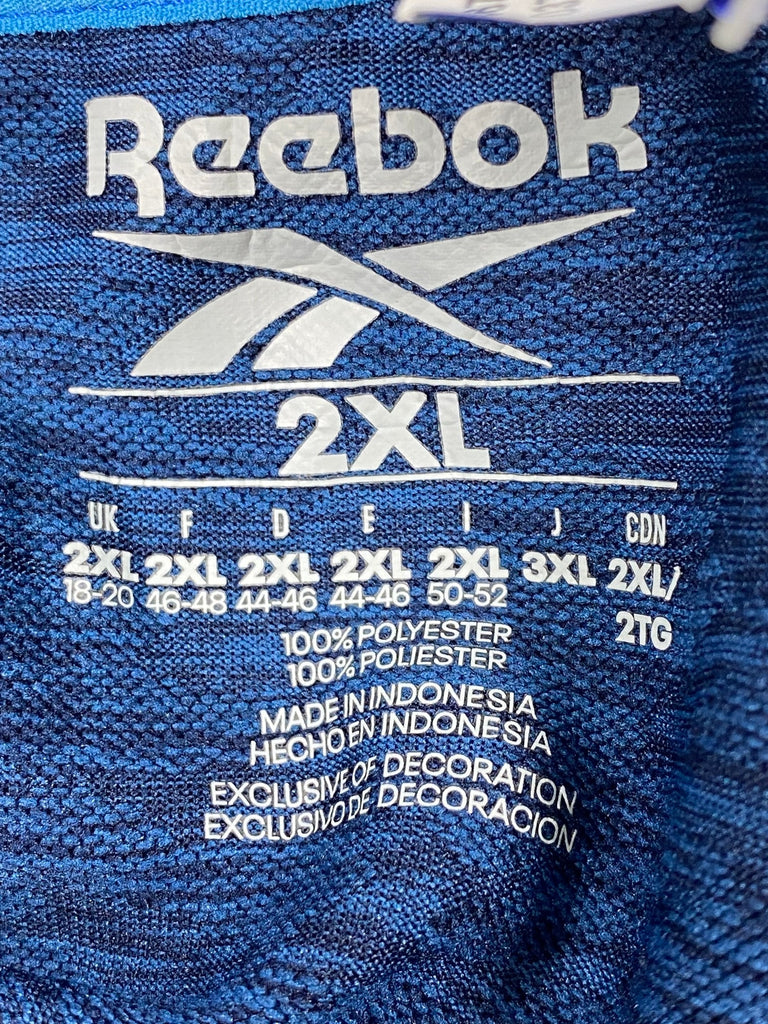 Reebok
2XL
UK F D E I J CDN
2XL 2XL 2XL 2XL 2XL 3XL 2XL/
18-20 46-48 44-46 44-46 50-52 2TG
100% POLYESTER
100% POLIESTER
MADE IN INDONESIA
HECHO EN INDONESIA
EXCLUSIVE OF DECORATION
EXCLUSIVO DE DECORACION